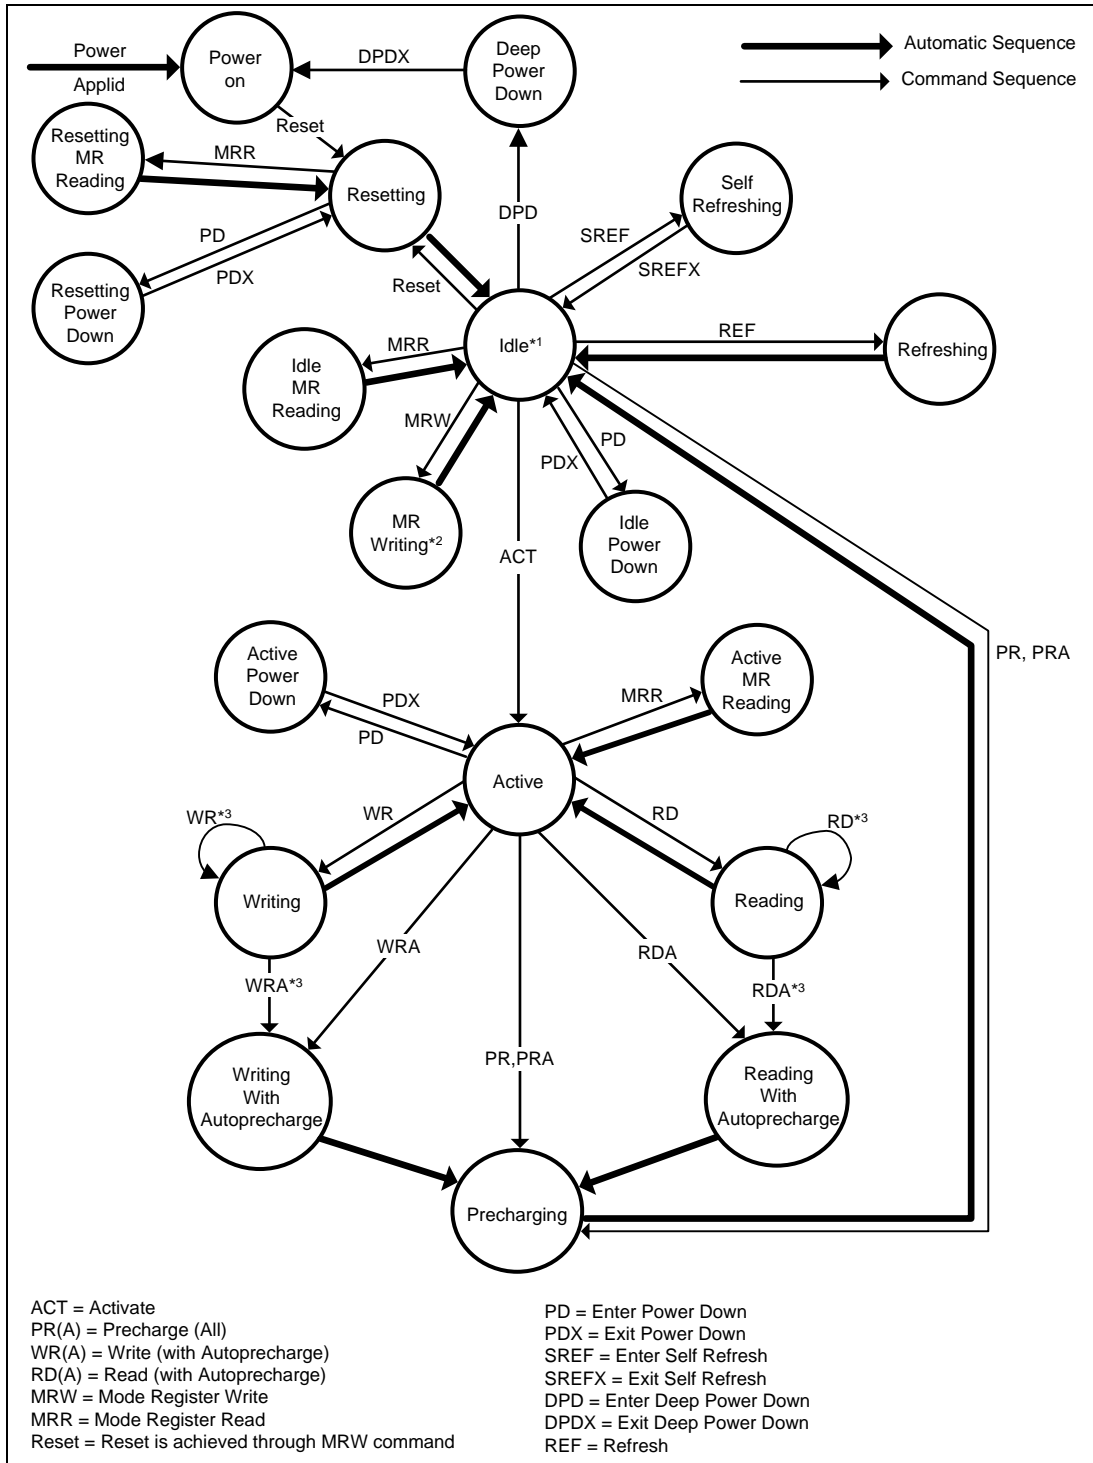 Power
Applid
Power
on
DPDX
Deep
Power
Down
Automatic Sequence
Command Sequence
Reset
Resetting
MR
Reading
MRR
Resetting
Self
Refreshing
DPD
SREF
SREFX
PD
PDX
Resetting
Power
Down
Reset
Idle*1
REF
Refreshing
MRR
Idle
MR
Reading
MRW
PD
PDX
MR
Writing*2
Idle
Power
Down
ACT
PR, PRA
Active
Power
Down
PDX
PD
MRR
Active
MR
Reading
Active
WR*3
WR
RD
RD*3
Writing
Reading
WRA
RDA
WRA*3
RDA*3
PR,PRA
Writing
With
Autoprecharge
Reading
With
Autoprecharge
Precharging
ACT = Activate
PR(A) = Precharge (All)
WR(A) = Write (with Autoprecharge)
RD(A) = Read (with Autoprecharge)
MRW = Mode Register Write
MRR = Mode Register Read
Reset = Reset is achieved through MRW command
PD = Enter Power Down
PDX = Exit Power Down
SREF = Enter Self Refresh
SREFX = Exit Self Refresh
DPD = Enter Deep Power Down
DPDX = Exit Deep Power Down
REF = Refresh